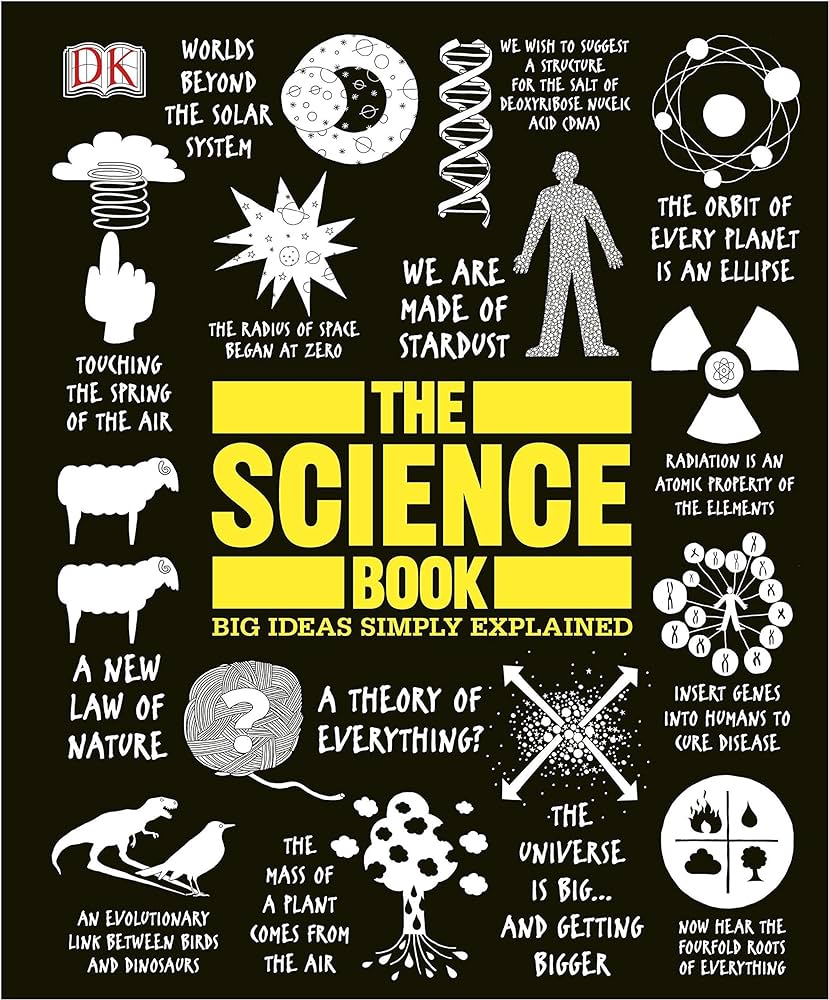 DK
WORLDS
BEYOND
THE SOLAR
SYSTEM
WE WISH TO SUGGEST
A STRUCTURE
FOR THE SALT OF
DEOXYRIBOSE NUCEIC
ACID (DNA)
THE ORBIT OF
EVERY PLANET
IS AN ELLIPSE
TOUCHING
THE SPRING
OF THE AIR
THE RADIUS OF SPACE
BEGAN AT ZERO
WE ARE
MADE OF
STARDUST
THE
SCIENCE
BOOK
BIG IDEAS SIMPLY EXPLAINED
RADIATION IS AN
ATOMIC PROPERTY OF
THE ELEMENTS
A NEW
LAW OF
NATURE
?
A THEORY OF
EVERYTHING?
INSERT GENES
INTO HUMANS TO
CURE DISEASE
AN EVOLUTIONARY
LINK BETWEEN BIRDS
AND DINOSAURS
THE
MASS OF
A PLANT
COMES FROM
THE AIR
THE
UNIVERSE
IS BIG...
AND GETTING
BIGGER
NOW HEAR THE
FOURFOLD ROOTS
OF EVERYTHING